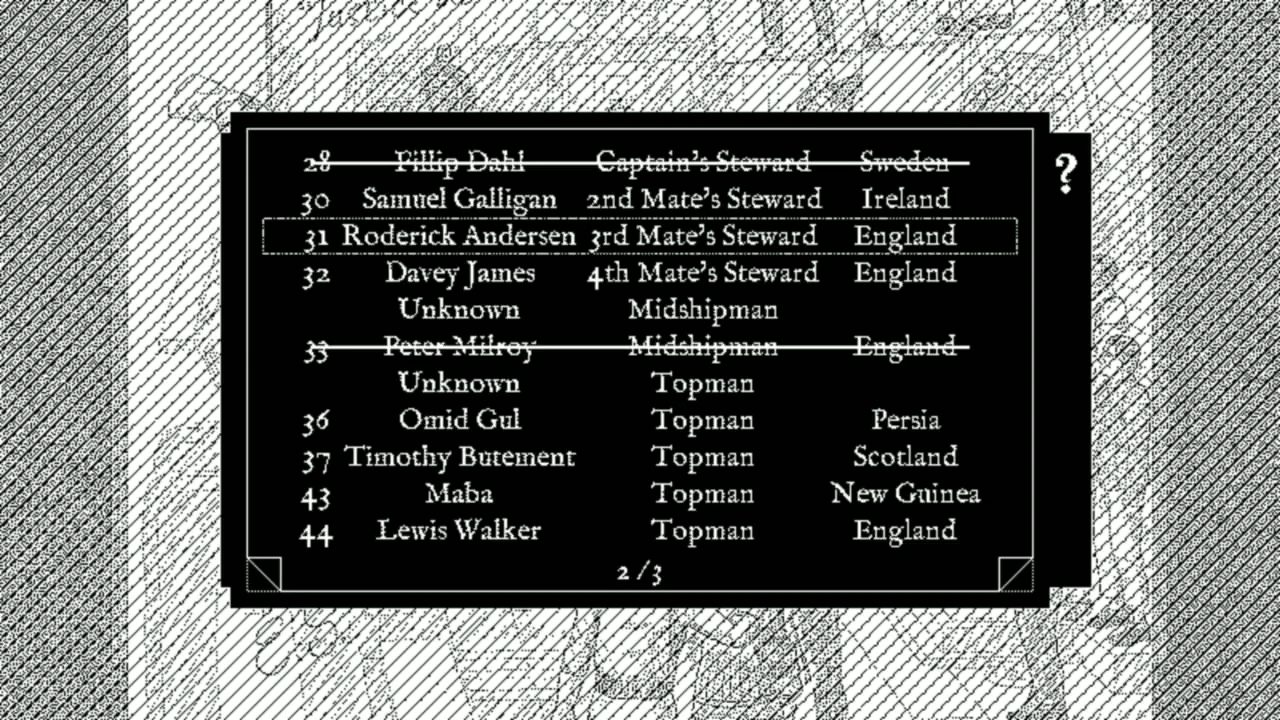 28 Fillip Dahl Captain's Steward Sweden
?
30 Samuel Galligan 2nd Mate's Steward Ireland
31 Roderick Andersen 3rd Mate's Steward England
32 Davey James 4th Mate's Steward England
Unknown Midshipman
33 Peter Milroy Midshipman England
Unknown Topman
36 Omid Gul Topman Persia
37 Timothy Butement Topman Scotland
43 Maba Topman New Guinea
44 Lewis Walker Topman England
2/3